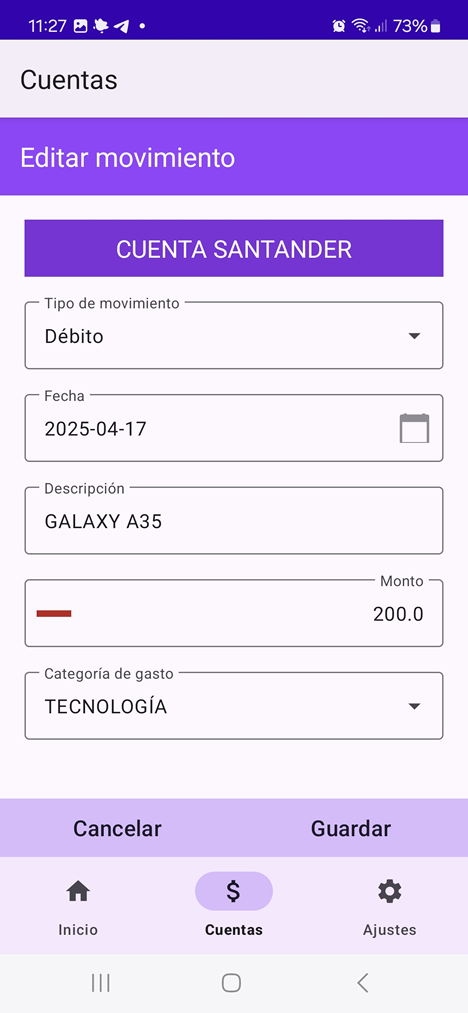 11:27
73%
Cuentas
Editar movimiento
CUENTA SANTANDER
Tipo de movimiento
Débito
Fecha
2025-04-17
Descripción
GALAXY A35
Monto
200.0
Categoría de gasto
TECNOLOGÍA
Cancelar Guardar
Inicio Cuentas Ajustes